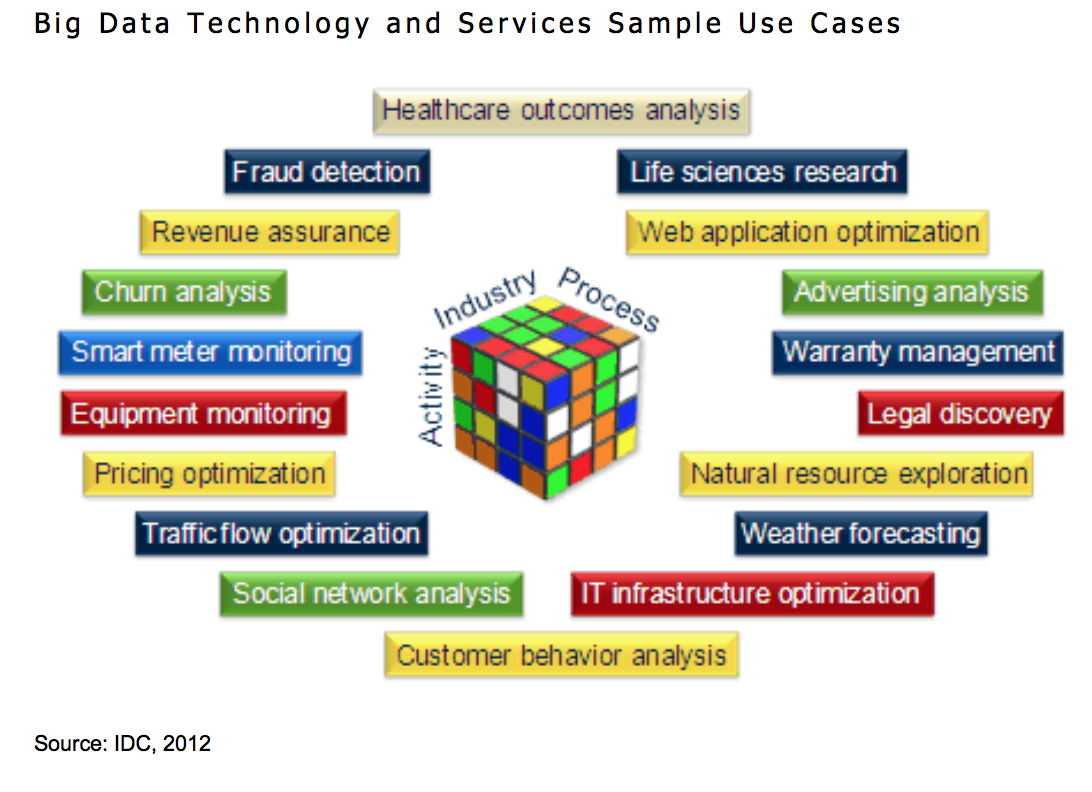 Big Data Technology and Services Sample Use Cases
Healthcare outcomes analysis
Fraud detection
Life sciences research
Revenue assurance
Web application optimization
Industry
Process
Activity
Churn analysis
Advertising analysis
Smart meter monitoring
Warranty management
Equipment monitoring
Legal discovery
Pricing optimization
Natural resource exploration
Traffic flow optimization
Weather forecasting
Social network analysis
IT infrastructure optimization
Customer behavior analysis
Source: IDC, 2012